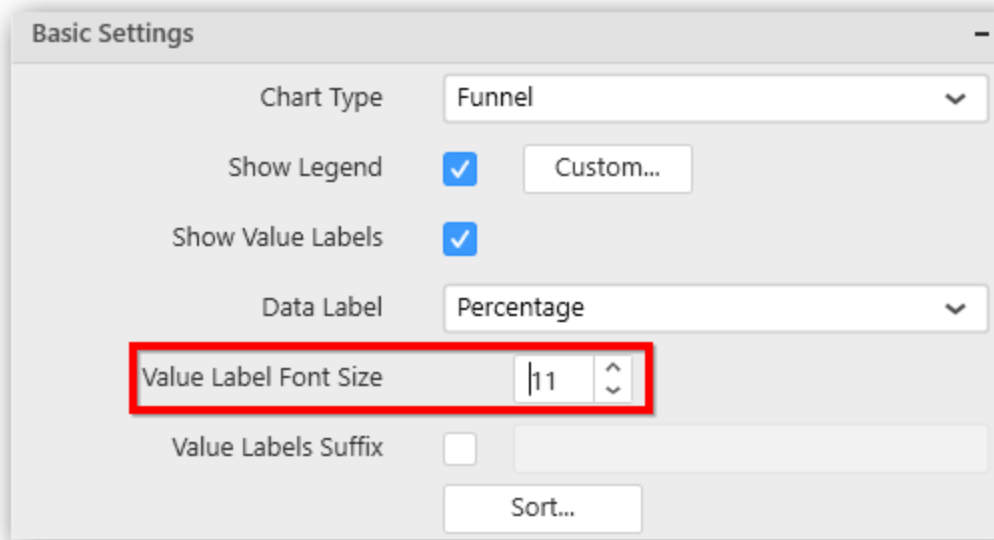 Basic Settings
Chart Type Funnel
Show Legend Custom...
Show Value Labels
Data Label Percentage
Value Label Font Size 11
Value Labels Suffix
Sort...